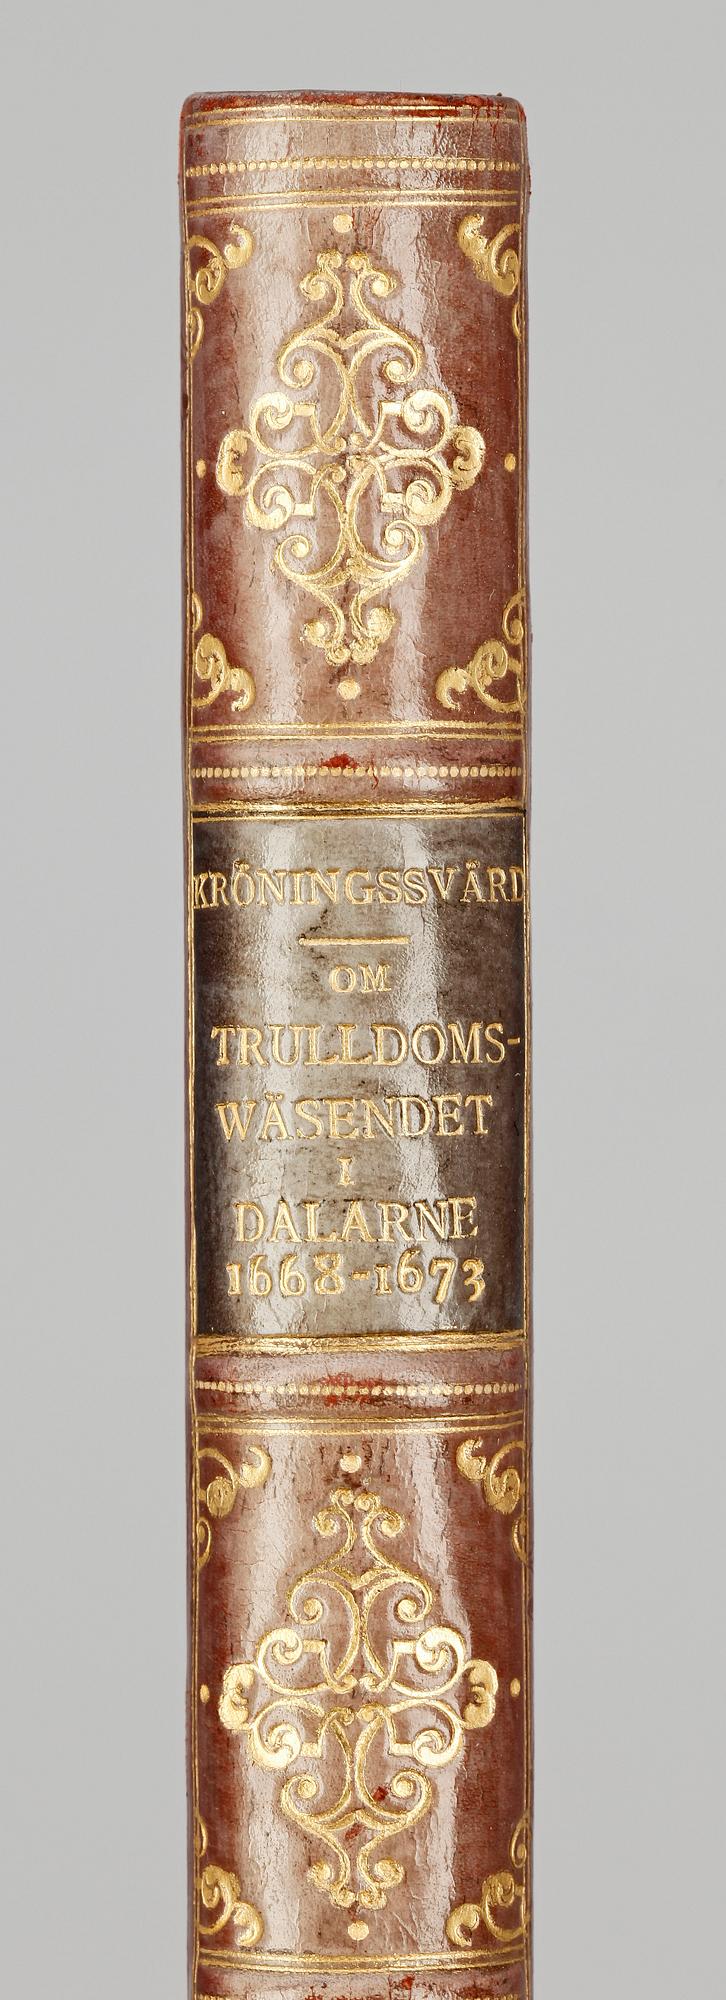 KRÖNINGSSVÄRD
OM
TRULLDOMS-
WÄSENDET
I
DALARNE
1668-1673